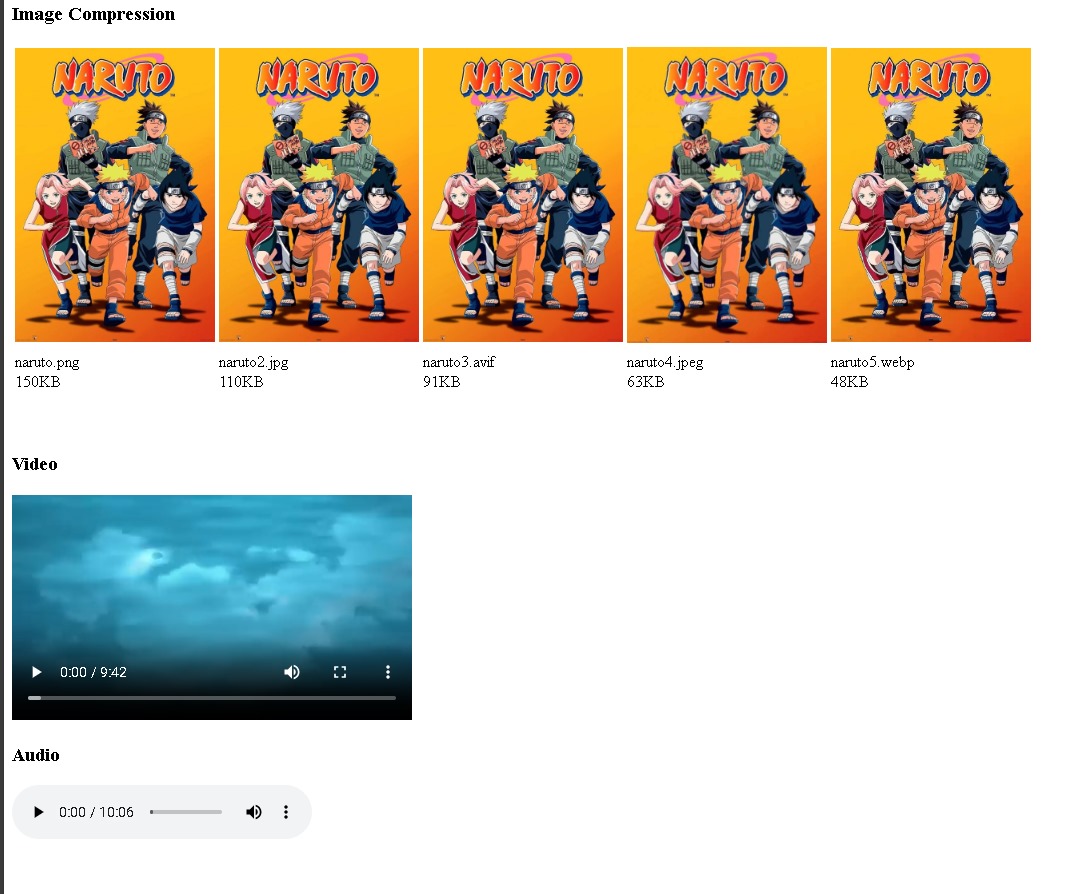 Image Compression
NARUTO NARUTO NARUTO NARUTO NARUTO
naruto.png naruto2.jpg naruto3.avif naruto4.jpeg naruto5.webp
150KB 110KB 91KB 63KB 48KB
Video
0:00 / 9:42
Audio
0:00 / 10:06